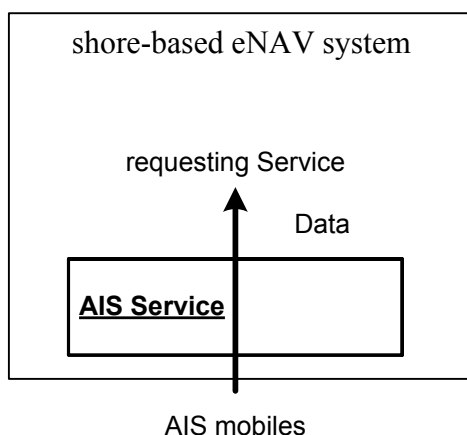 shore-based eNAV system
requesting Service
Data
AIS Service
AIS mobiles